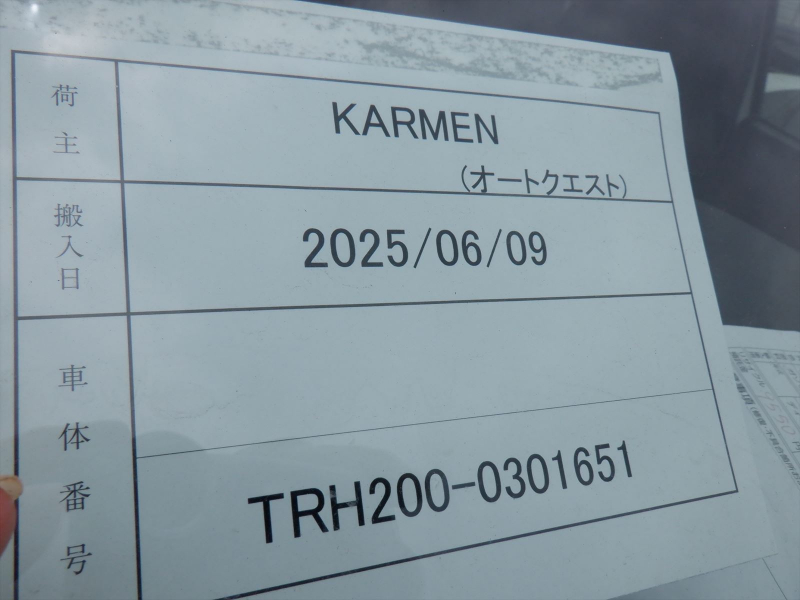 荷主
KARMEN
(オートクエスト)
搬入日
2025/06/09
車体番号
TRH200-0301651